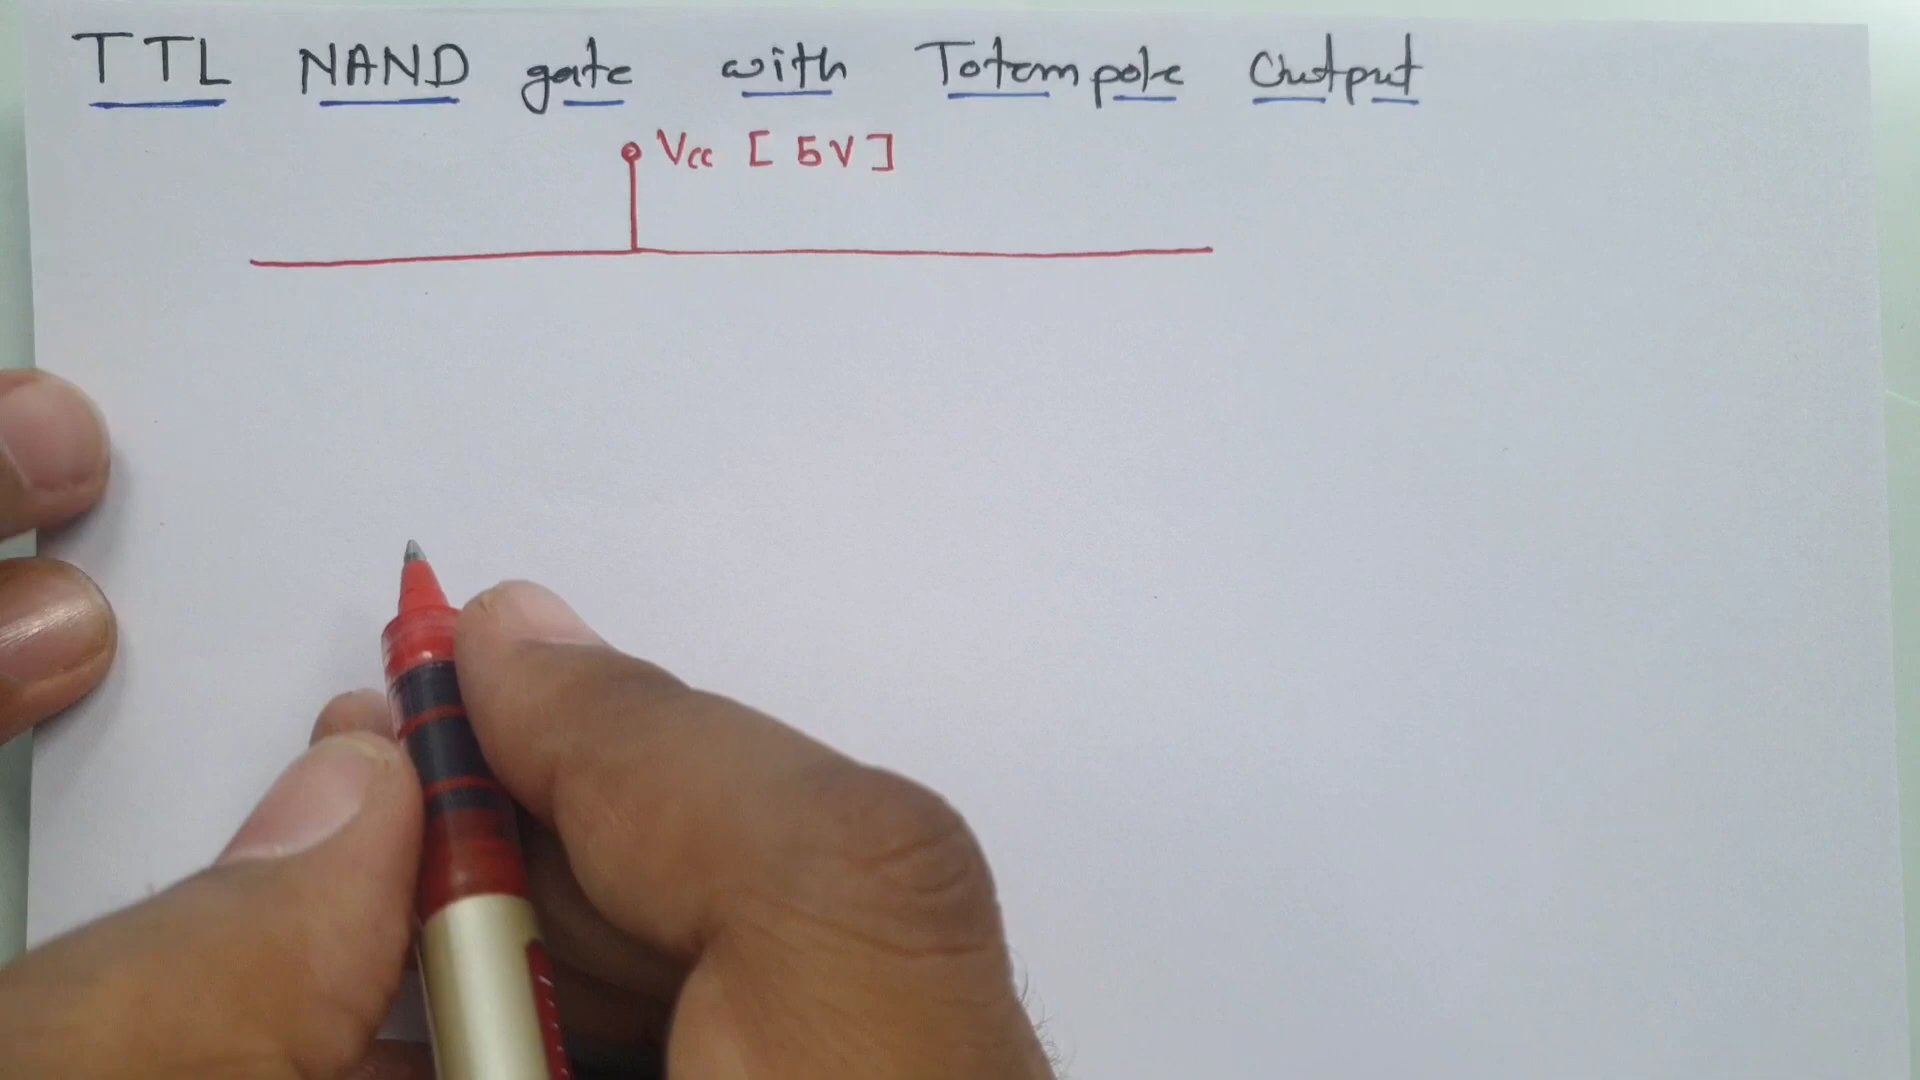 TTL NAND gate with Totempole Output
Vcc [ 5V ]